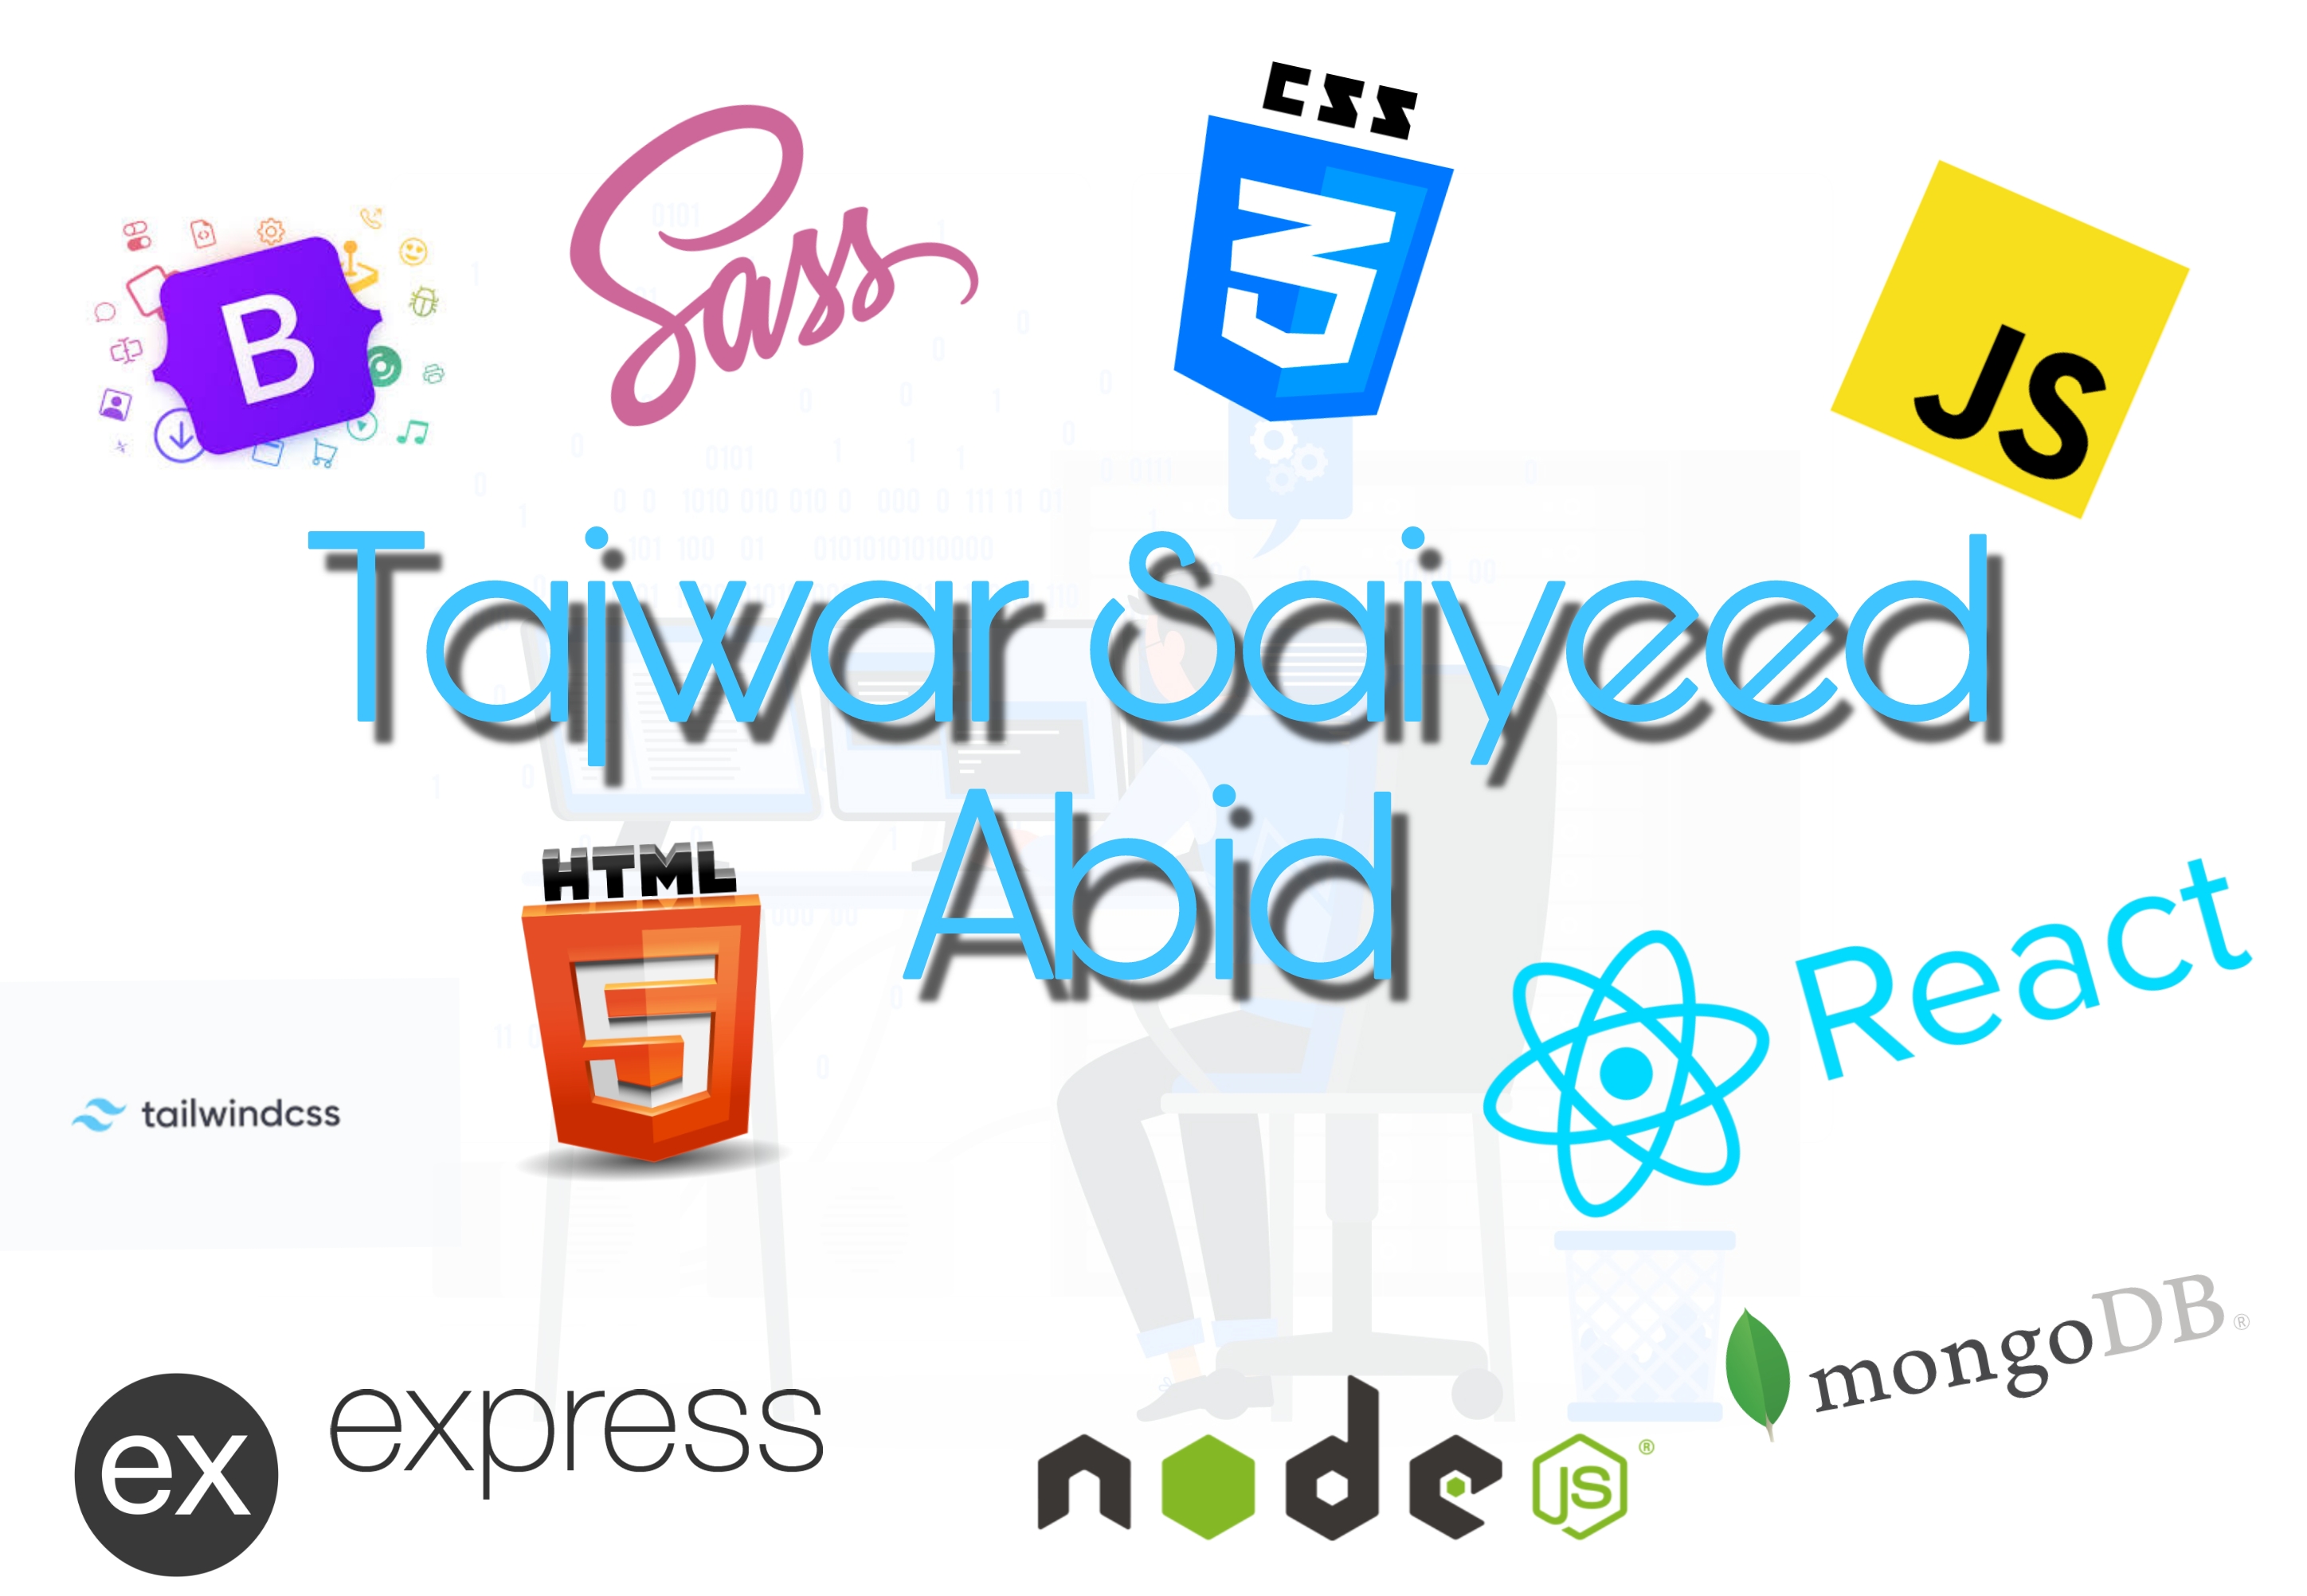 CSS
3
Sass
JS
B
Tajwar Saiyeed
Abid
HTML
5
React
tailwindcss
mongoDB®
ex express
node JS ®